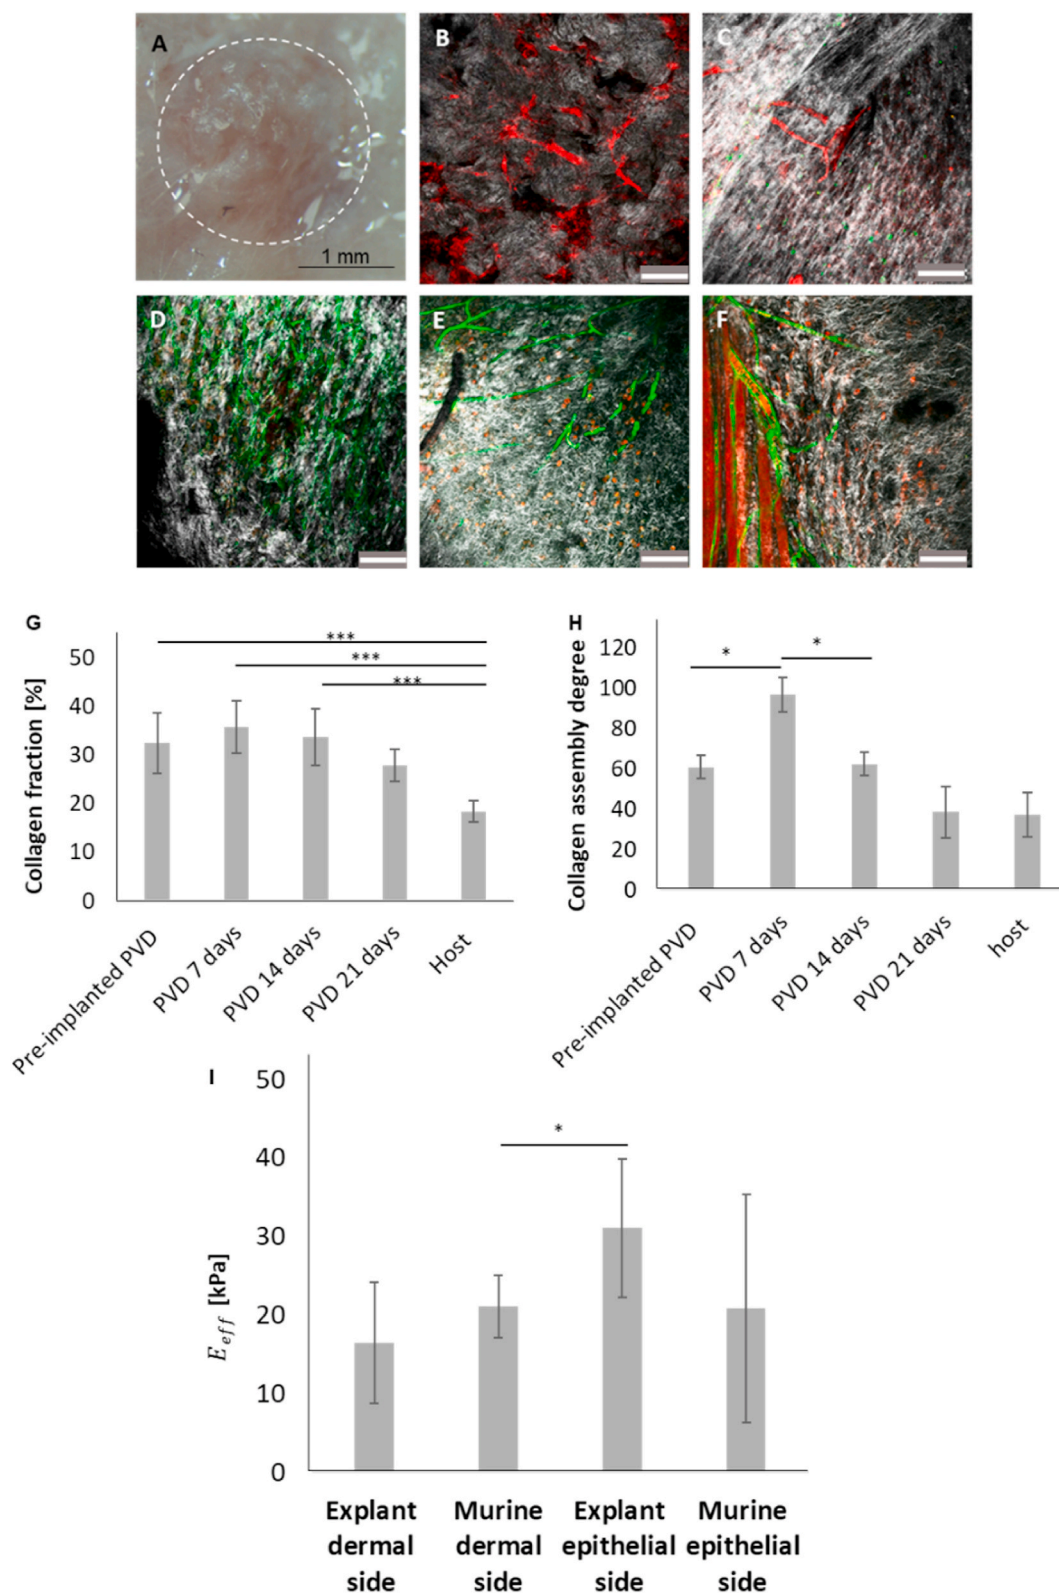 A
1 mm
B
C
D
E
F
G
***
***
***
50
40
30
20
10
0
Collagen fraction [%]
Pre-implanted PVD
PVD 7 days
PVD 14 days
PVD 21 days
Host
H
*
*
120
100
80
60
40
20
0
Collagen assembly degree
Pre-implanted PVD
PVD 7 days
PVD 14 days
PVD 21 days
host
I
*
50
40
30
20
10
0
E_eff [kPa]
Explant dermal side
Murine dermal side
Explant epithelial side
Murine epithelial side